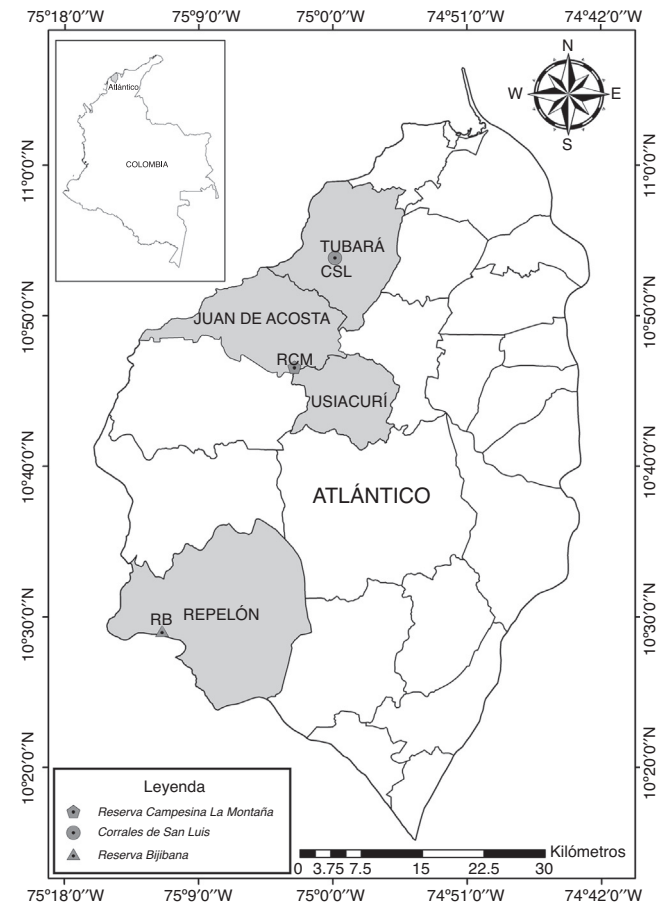 75°18′0″W 75°9′0″W 75°0′0″W 74°51′0″W 74°42′0″W
Atlántico
COLOMBIA
N
W E
S
11°0′0″N 11°0′0″N
TUBARÁ
CSL
10°50′0″N 10°50′0″N
JUAN DE ACOSTA
RCM
USIACURÍ
10°40′0″N 10°40′0″N
ATLÁNTICO
10°30′0″N 10°30′0″N
RB REPELÓN
10°20′0″N 10°20′0″N
Leyenda
Reserva Campesina La Montaña
Corrales de San Luis
Reserva Bijibana
Kilómetros
0 3.75 7.5 15 22.5 30
75°18′0″W 75°9′0″W 75°0′0″W 74°51′0″W 74°42′0″W